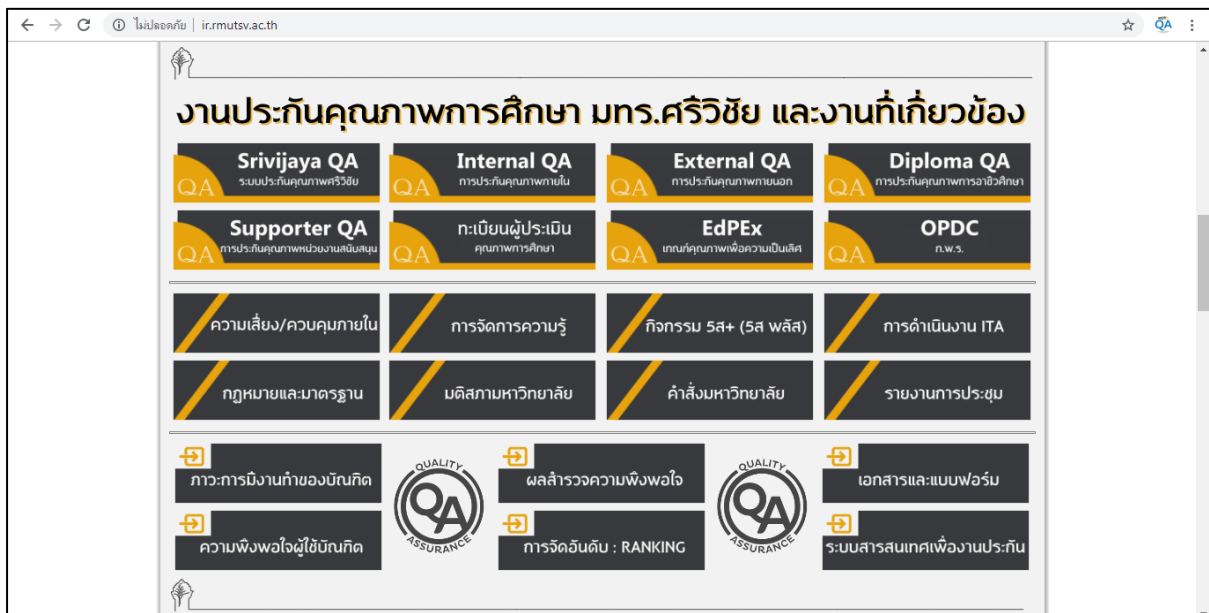 ไม่ปลอดภัย | ir.rmutsv.ac.th
QA
งานประกันคุณภาพการศึกษา มทร.ศรีวิชัย และงานที่เกี่ยวข้อง
QA
Srivijaya QA
ระบบประกันคุณภาพศรีวิชัย
QA
Internal QA
การประกันคุณภาพภายใน
QA
External QA
การประกันคุณภาพภายนอก
QA
Diploma QA
การประกันคุณภาพการอาชีวศึกษา
QA
Supporter QA
การประกันคุณภาพหน่วยงานสนับสนุน
QA
ทะเบียนผู้ประเมิน
คุณภาพการศึกษา
QA
EdPEx
เกณฑ์คุณภาพเพื่อความเป็นเลิศ
QA
OPDC
ก.พ.ร.
ความเสี่ยง/ควบคุมภายใน
การจัดการความรู้
กิจกรรม 5ส+ (5ส พลัส)
การดำเนินงาน ITA
กฎหมายและมาตรฐาน
มติสภามหาวิทยาลัย
คำสั่งมหาวิทยาลัย
รายงานการประชุม
ภาวะการมีงานทำของบัณฑิต
QUALITY
QA
ASSURANCE
ผลสำรวจความพึงพอใจ
QUALITY
QA
ASSURANCE
เอกสารและแบบฟอร์ม
ความพึงพอใจผู้ใช้บัณฑิต
การจัดอันดับ : RANKING
ระบบสารสนเทศเพื่องานประกัน